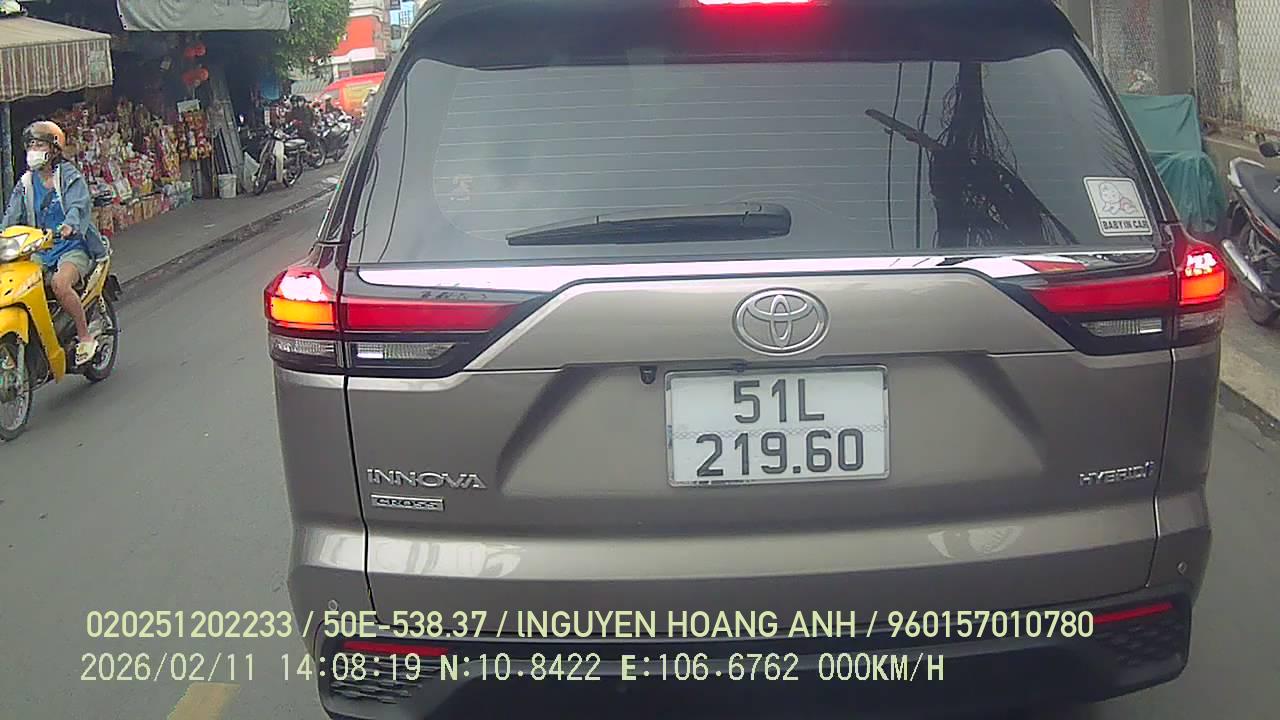 BABY IN CAR
51L
219.60
INNOVA
CROSS
HYBRID
020251202233 / 50E-538.37 / lNGUYEN HOANG ANH / 960157010780
2026/02/11 14:08:19 N:10.8422 E:106.6762 000KM/H